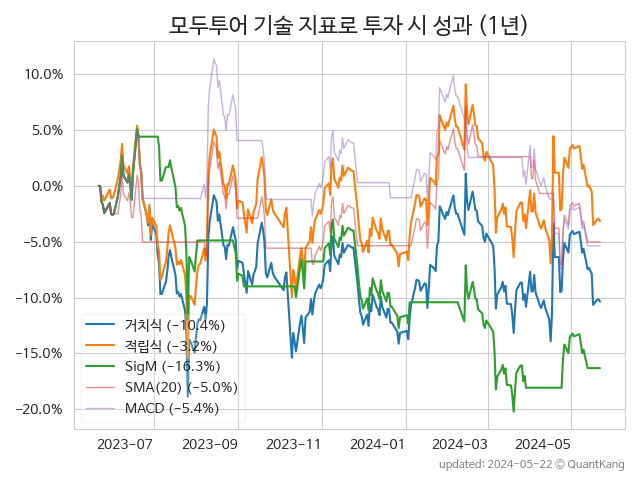 모두투어 기술 지표로 투자 시 성과 (1년)
10.0%
5.0%
0.0%
−5.0%
−10.0%
−15.0%
−20.0%
거치식 (−10.4%)
적립식 (−3.2%)
SigM (−16.3%)
SMA(20) (−5.0%)
MACD (−5.4%)
2023-07 2023-09 2023-11 2024-01 2024-03 2024-05
updated: 2024-05-22 © QuantKang